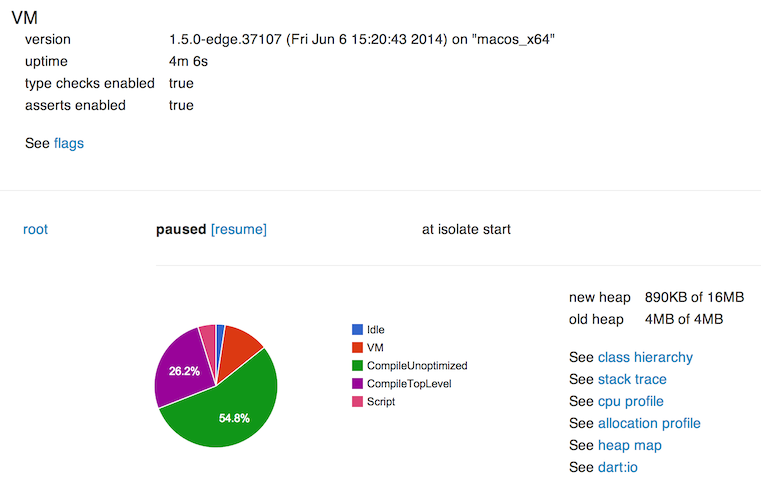 VM
version 1.5.0-edge.37107 (Fri Jun 6 15:20:43 2014) on "macos_x64"
uptime 4m 6s
type checks enabled true
asserts enabled true
See flags
root paused [resume] at isolate start
new heap 890KB of 16MB
old heap 4MB of 4MB
Idle
VM
CompileUnoptimized
CompileTopLevel
Script
26.2%
54.8%
See class hierarchy
See stack trace
See cpu profile
See allocation profile
See heap map
See dart:io